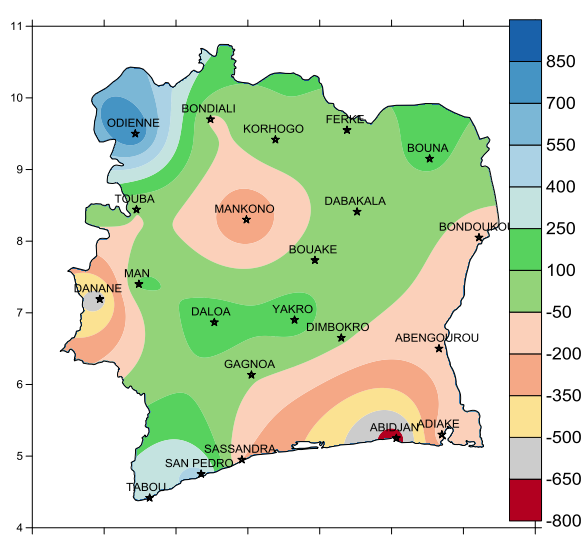 11
850
10
700
ODIENNE
BONDIALI
KORHOGO
FERKE
550
BOUNA
9
400
TOUBA
MANKONO
DABAKALA
BONDOUKOU
250
8
BOUAKE
MAN
100
DANANE
7
DALOA
YAKRO
-50
DIMBOKRO
ABENGOUROU
-200
GAGNOA
6
-350
ABIDJAN
ADIAKE
-500
5
SASSANDRA
SAN PEDRO
-650
TABOU
4
-800